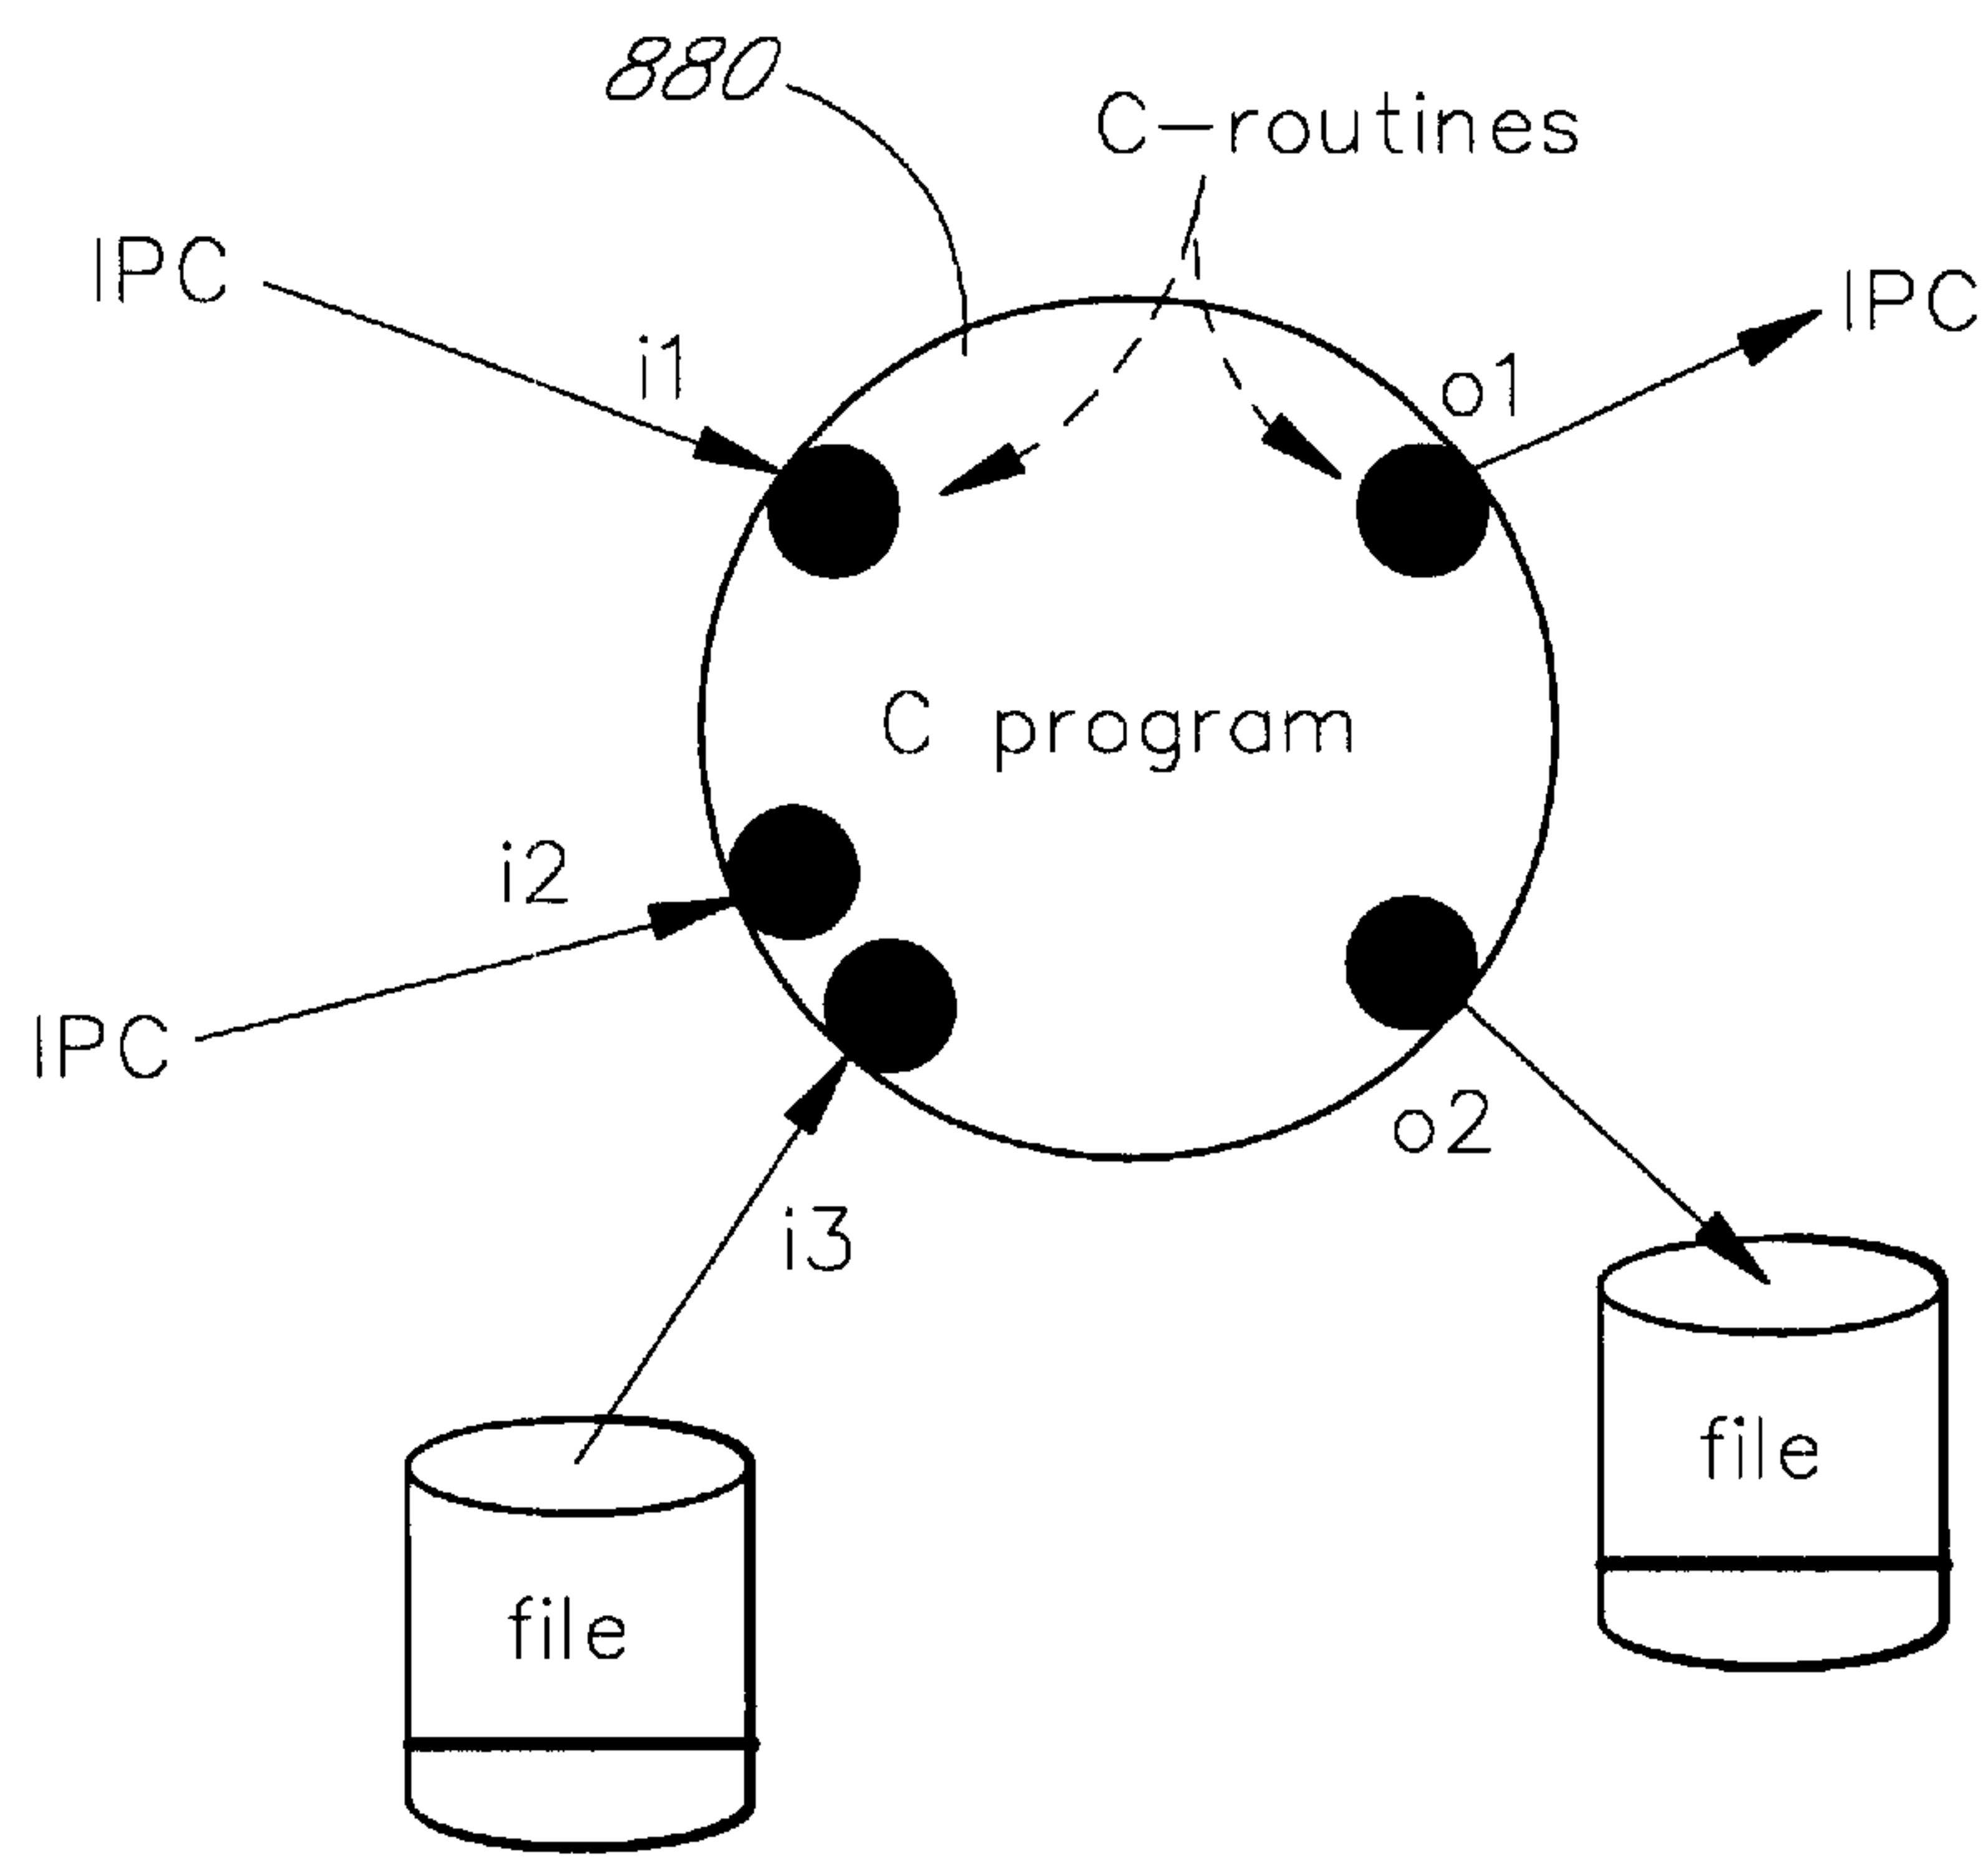 880
C-routines
IPC
IPC
i1
o1
C program
i2
IPC
o2
i3
file
file